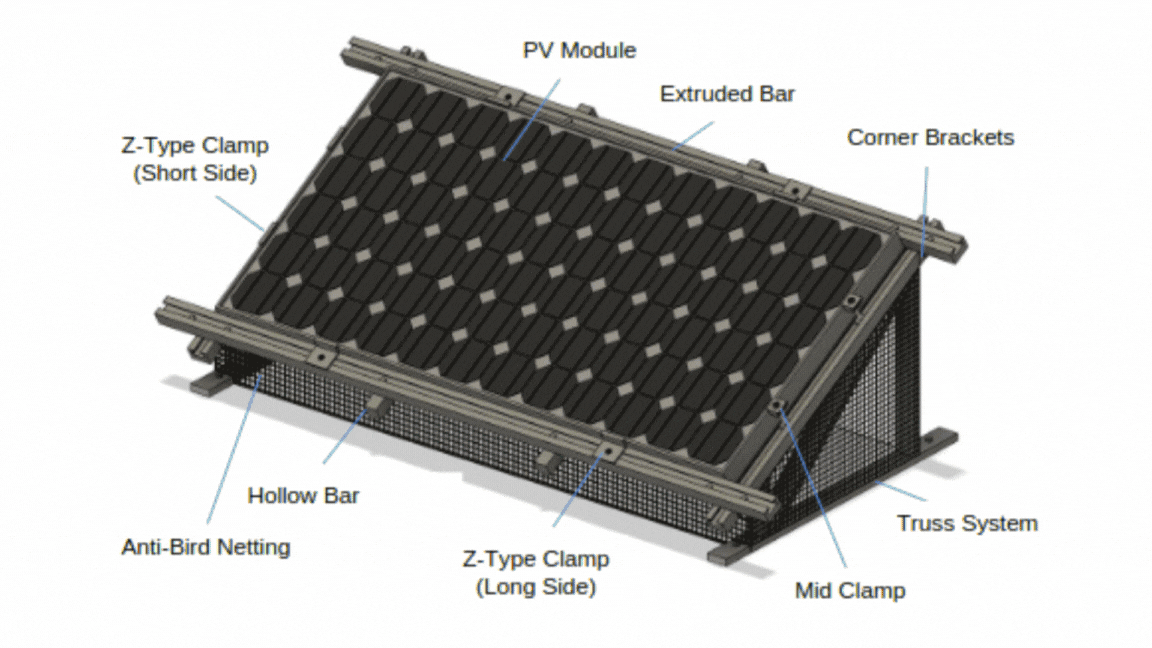 PV Module
Extruded Bar
Corner Brackets
Z-Type Clamp
(Short Side)
Hollow Bar
Truss System
Anti-Bird Netting
Z-Type Clamp
(Long Side)
Mid Clamp